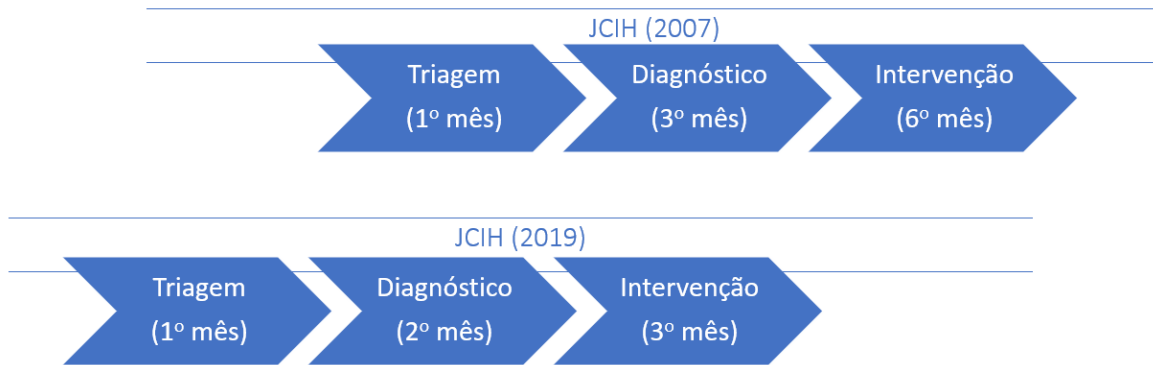 JCIH (2007)
Triagem
(1º mês)
Diagnóstico
(3º mês)
Intervenção
(6º mês)
JCIH (2019)
Triagem
(1º mês)
Diagnóstico
(2º mês)
Intervenção
(3º mês)